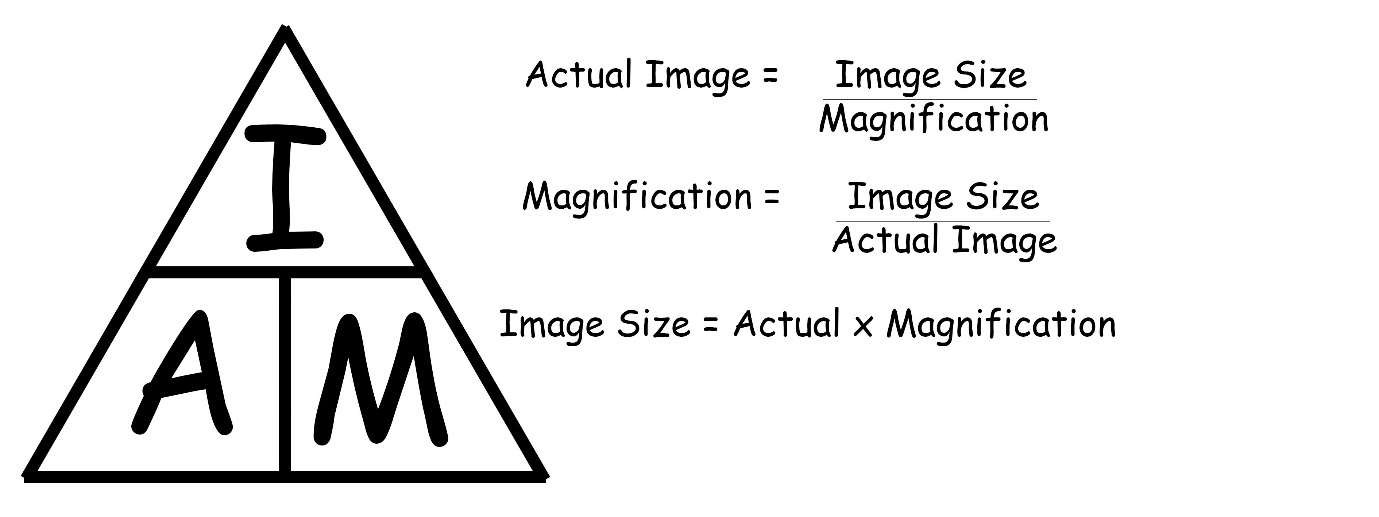 I
A M
Actual Image = Image Size
Magnification
Magnification = Image Size
Actual Image
Image Size = Actual x Magnification